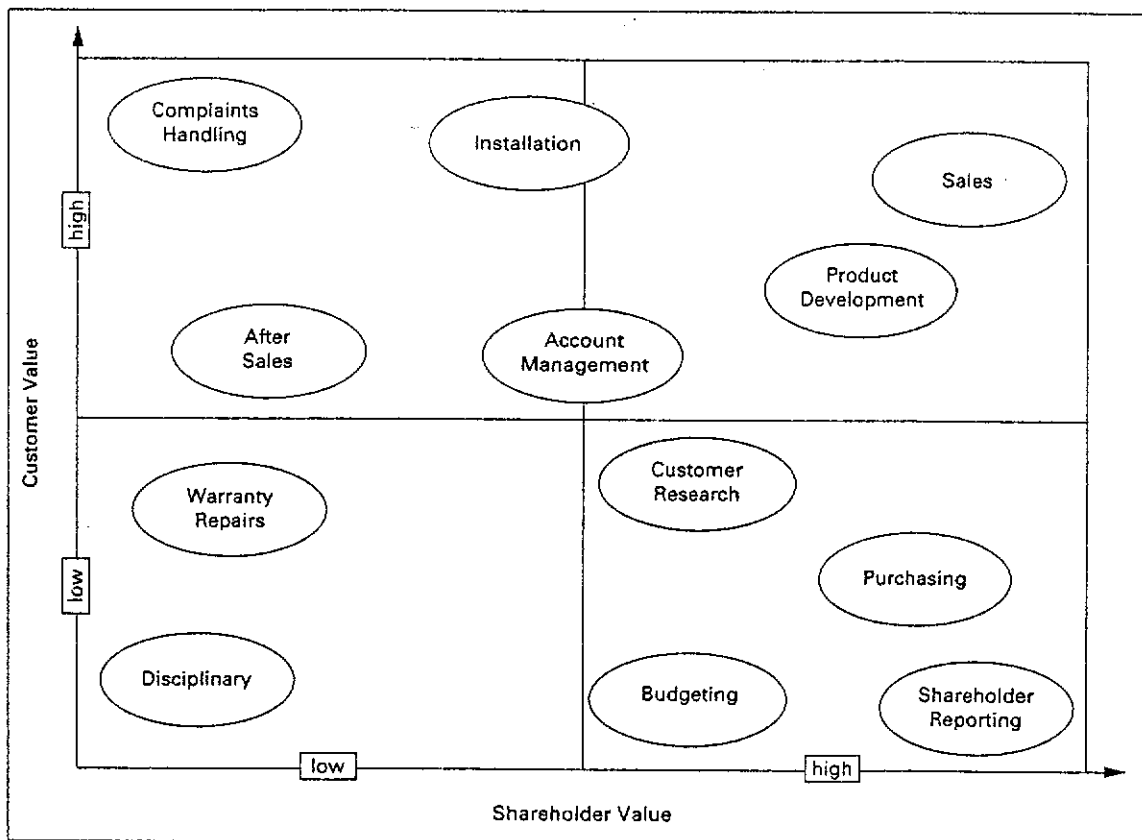 Complaints
Handling
Installation
Sales
Product
Development
After
Sales
Account
Management
high
Customer Value
Customer
Research
Warranty
Repairs
Purchasing
low
Disciplinary
Budgeting
Shareholder
Reporting
low
high
Shareholder Value